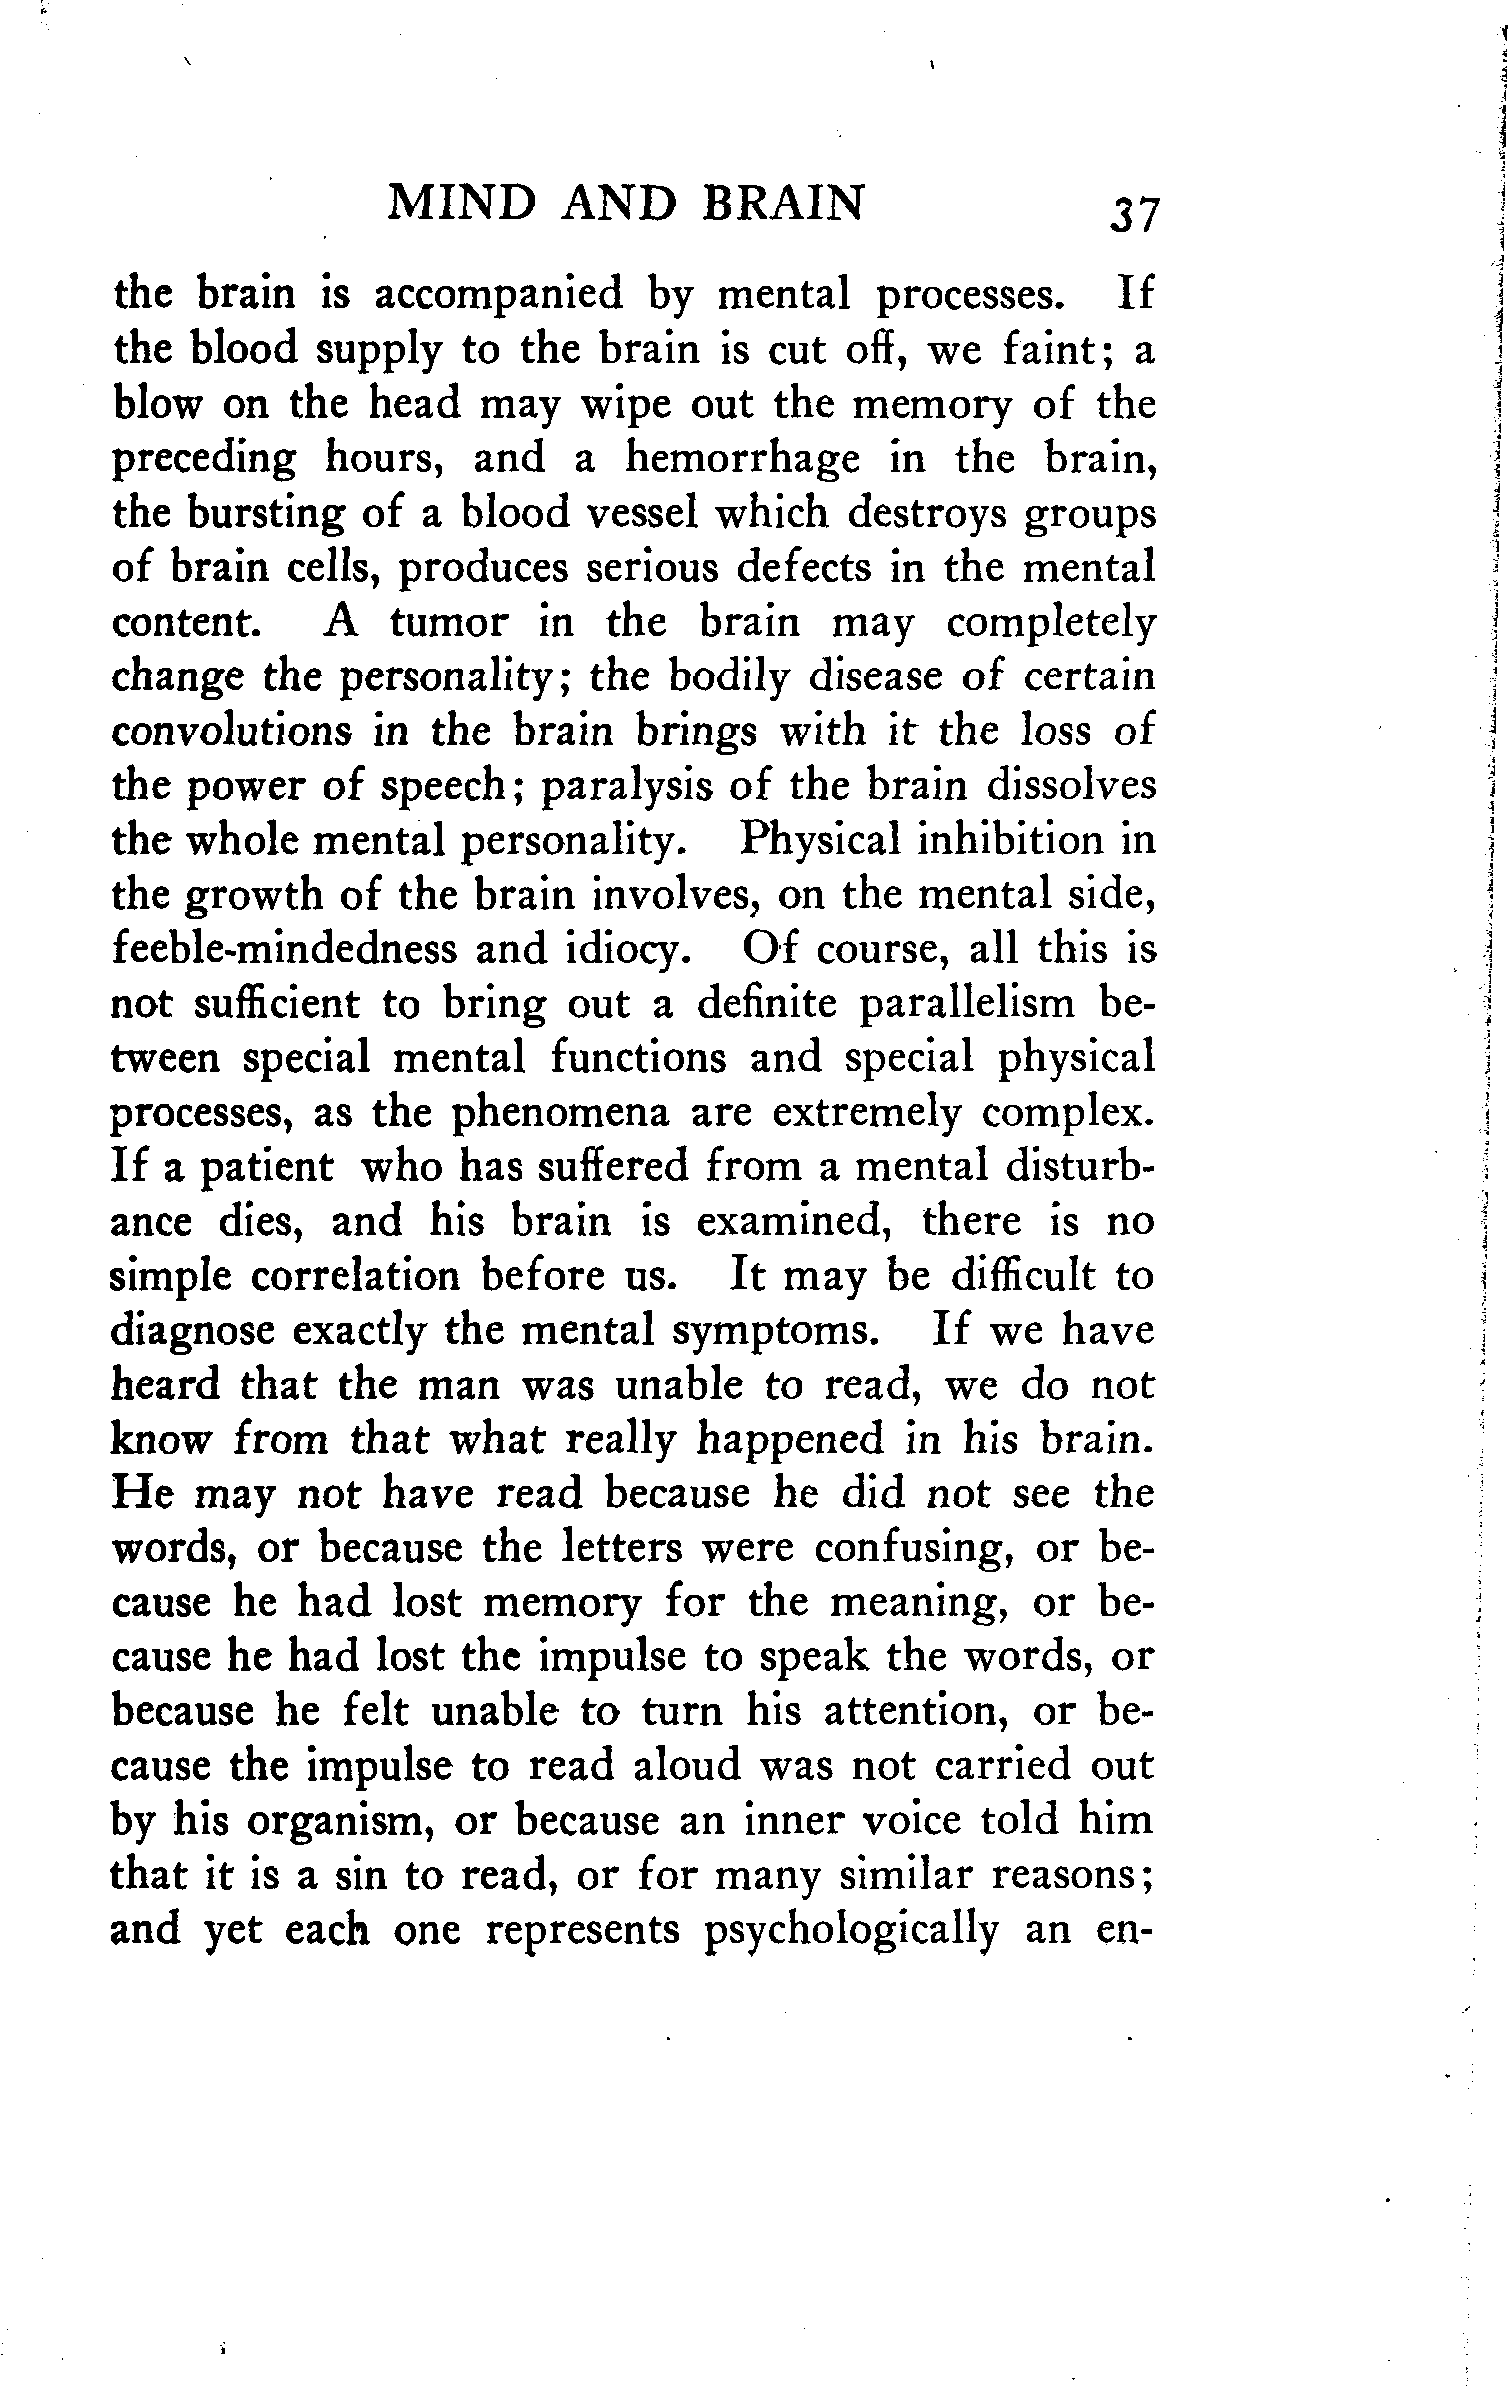 MIND AND BRAIN 37
the brain is accompanied by mental processes. If
the blood supply to the brain is cut off, we faint; a
blow on the head may wipe out the memory of the
preceding hours, and a hemorrhage in the brain,
the bursting of a blood vessel which destroys groups
of brain cells, produces serious defects in the mental
content. A tumor in the brain may completely
change the personality; the bodily disease of certain
convolutions in the brain brings with it the loss of
the power of speech; paralysis of the brain dissolves
the whole mental personality. Physical inhibition in
the growth of the brain involves, on the mental side,
feeble-mindedness and idiocy. Of course, all this is
not sufficient to bring out a definite parallelism be-
tween special mental functions and special physical
processes, as the phenomena are extremely complex.
If a patient who has suffered from a mental disturb-
ance dies, and his brain is examined, there is no
simple correlation before us. It may be difficult to
diagnose exactly the mental symptoms. If we have
heard that the man was unable to read, we do not
know from that what really happened in his brain.
He may not have read because he did not see the
words, or because the letters were confusing, or be-
cause he had lost memory for the meaning, or be-
cause he had lost the impulse to speak the words, or
because he felt unable to turn his attention, or be-
cause the impulse to read aloud was not carried out
by his organism, or because an inner voice told him
that it is a sin to read, or for many similar reasons;
and yet each one represents psychologically an en-